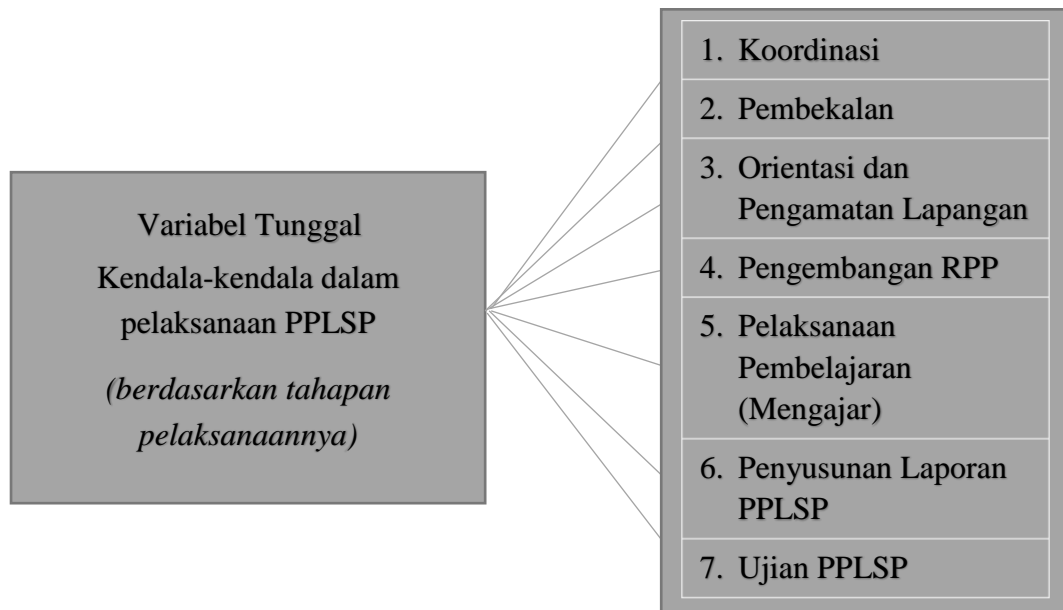 Variabel Tunggal
Kendala-kendala dalam
pelaksanaan PPLSP
(berdasarkan tahapan
pelaksanaannya)
1. Koordinasi
2. Pembekalan
3. Orientasi dan
Pengamatan Lapangan
4. Pengembangan RPP
5. Pelaksanaan
Pembelajaran
(Mengajar)
6. Penyusunan Laporan
PPLSP
7. Ujian PPLSP